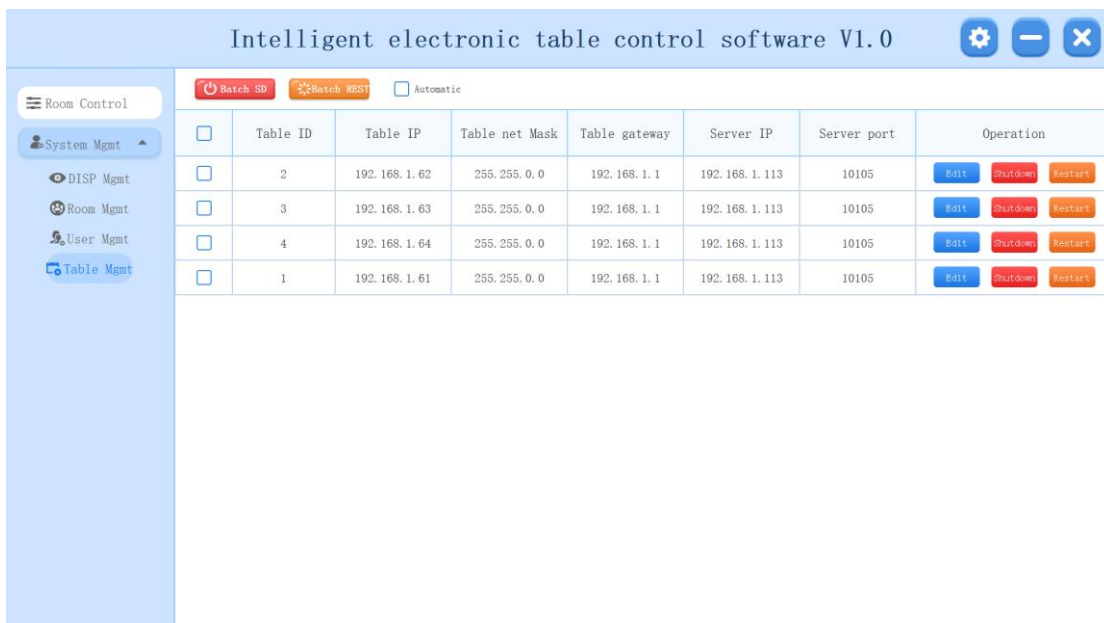 Intelligent electronic table control software V1.0
Room Control
System Mgmt
DISP Mgmt
Room Mgmt
User Mgmt
Table Mgmt
Batch SD Batch REST Automatic
Table ID Table IP Table net Mask Table gateway Server IP Server port Operation
2 192.168.1.62 255.255.0.0 192.168.1.1 192.168.1.113 10105 Edit Shutdown Restart
3 192.168.1.63 255.255.0.0 192.168.1.1 192.168.1.113 10105 Edit Shutdown Restart
4 192.168.1.64 255.255.0.0 192.168.1.1 192.168.1.113 10105 Edit Shutdown Restart
1 192.168.1.61 255.255.0.0 192.168.1.1 192.168.1.113 10105 Edit Shutdown Restart